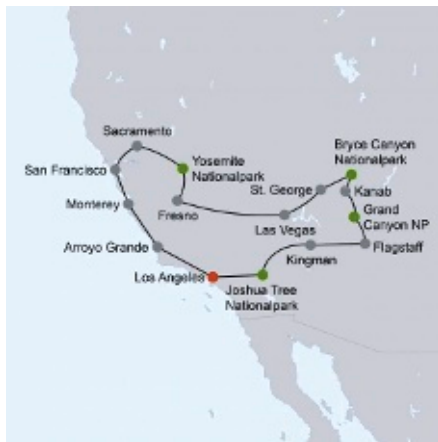 Sacramento
Bryce Canyon
Nationalpark
San Francisco
Yosemite
Nationalpark
St. George
Kanab
Monterey
Fresno
Grand
Canyon NP
Las Vegas
Arroyo Grande
Kingman
Flagstaff
Los Angeles
Joshua Tree
Nationalpark